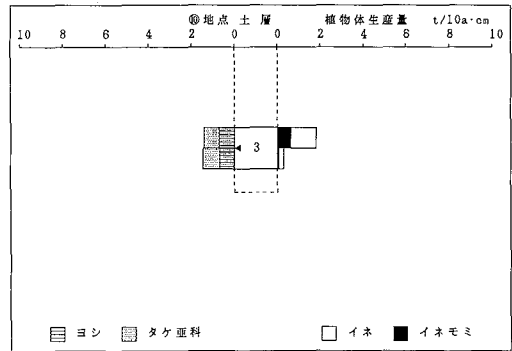 ⑩地点 土層 植物体生産量 t/10a·cm
10 8 6 4 2 0 0 2 4 6 8 10
3
ヨシ タケ亜科 イネ イネモミ